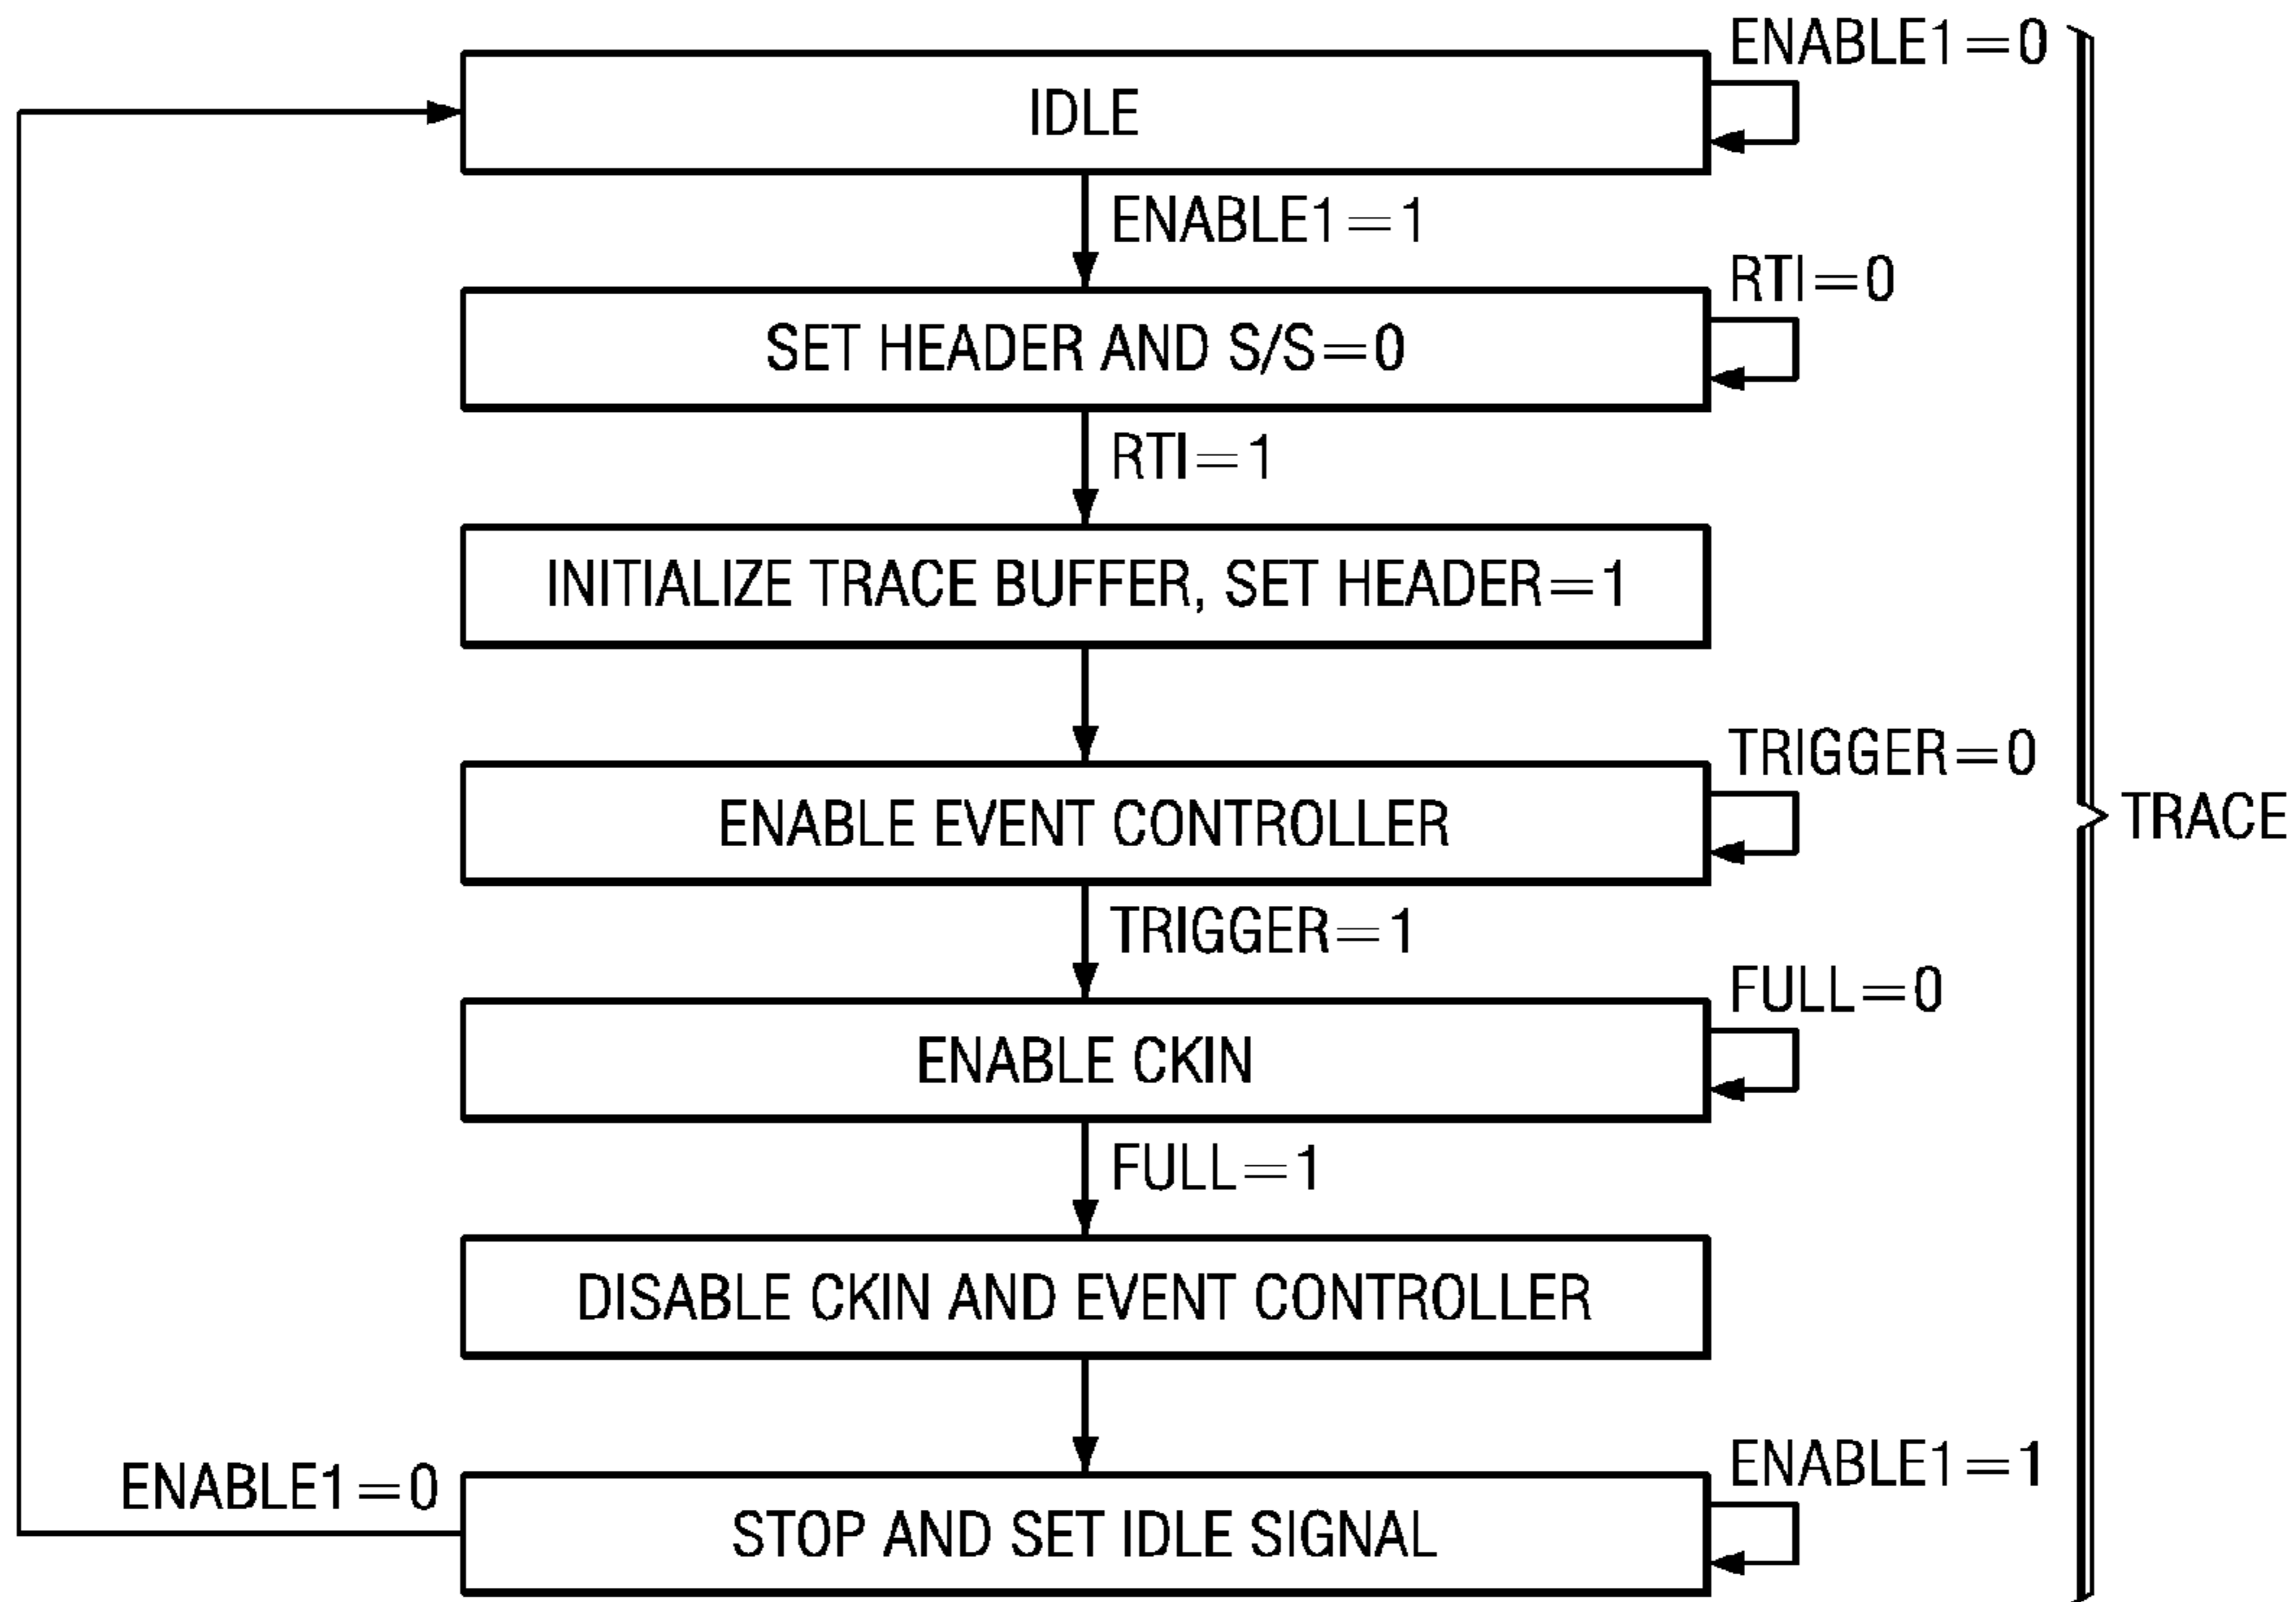 ENABLE1=0
IDLE
ENABLE1=1
RTI=0
SET HEADER AND S/S=0
RTI=1
INITIALIZE TRACE BUFFER, SET HEADER=1
TRIGGER=0
ENABLE EVENT CONTROLLER
TRACE
TRIGGER=1
FULL=0
ENABLE CKIN
FULL=1
DISABLE CKIN AND EVENT CONTROLLER
ENABLE1=0
ENABLE1=1
STOP AND SET IDLE SIGNAL